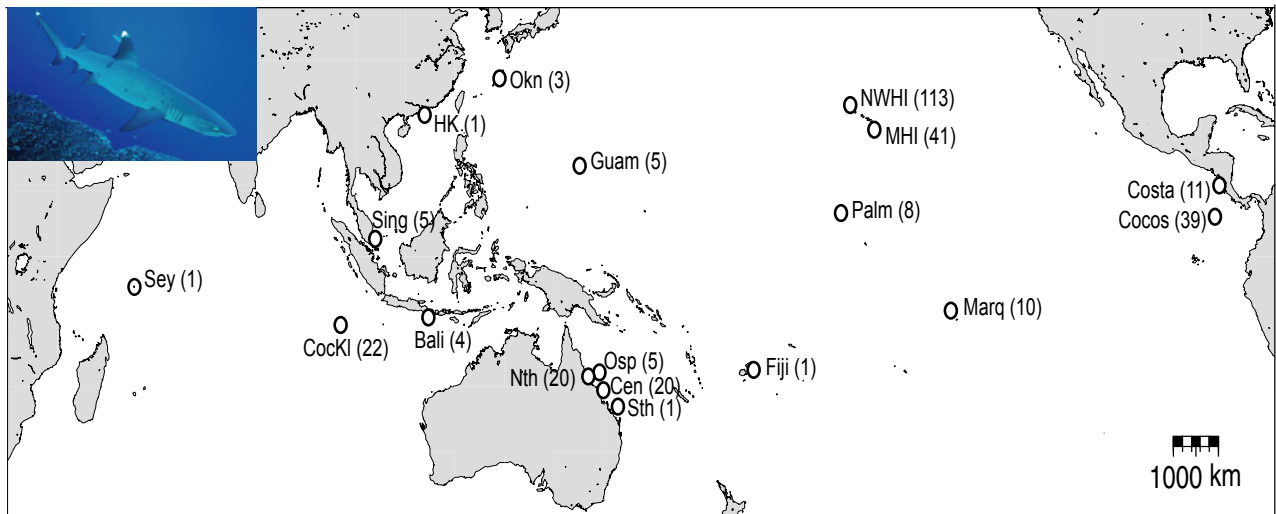 Okn (3)
NWHI (113)
HK (1)
MHI (41)
Guam (5)
Costa (11)
Palm (8)
Sing (5)
Cocos (39)
Sey (1)
Marq (10)
Bali (4)
CocKl (22)
Osp (5)
Fiji (1)
Nth (20)
Cen (20)
Sth (1)
1000 km